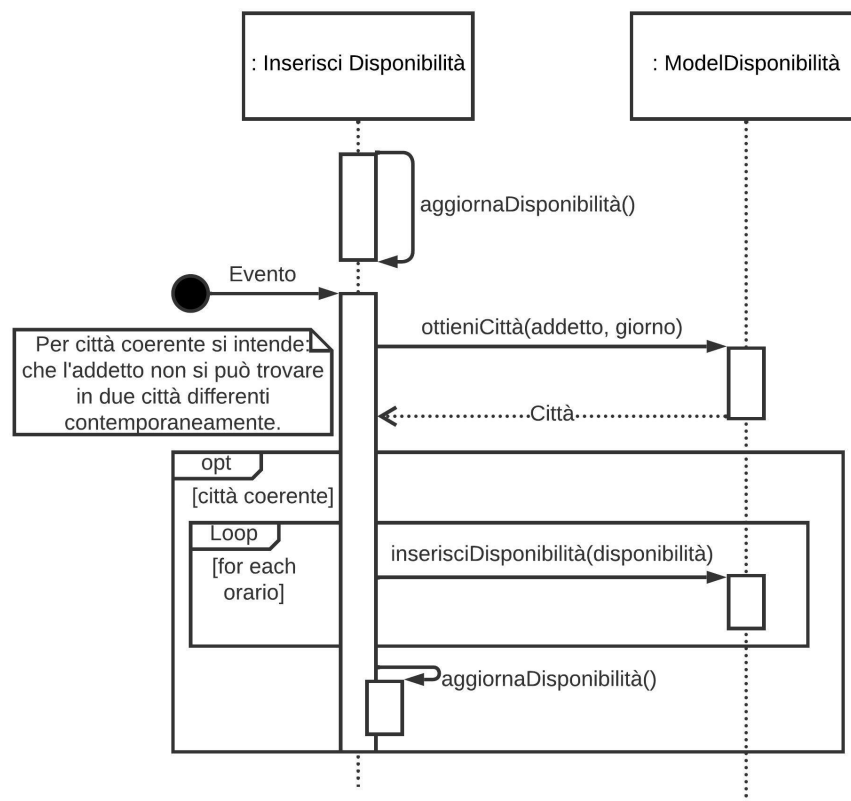 : Inserisci Disponibilità
: ModelDisponibilità
aggiornaDisponibilità()
Evento
ottieniCittà(addetto, giorno)
Per città coerente si intende:
che l'addetto non si può trovare
in due città differenti
contemporaneamente.
Città
opt
[città coerente]
Loop
[for each
orario]
inserisciDisponibilità(disponibilità)
aggiornaDisponibilità()